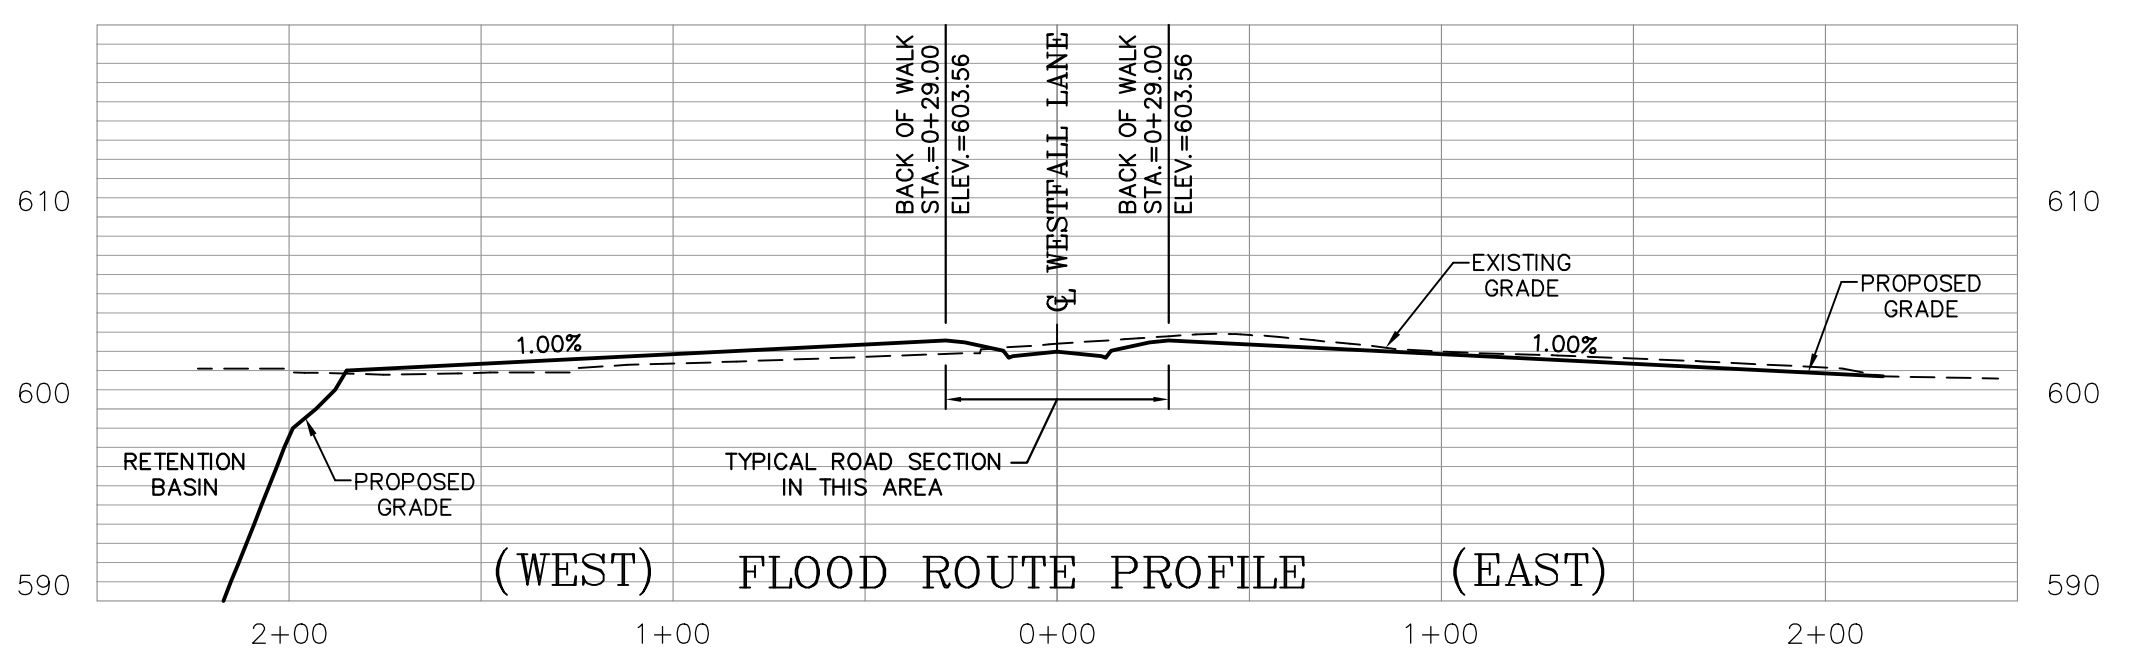 BACK OF WALK
STA.=0+29.00
ELEV.=603.56
℄ WESTFALL LANE
BACK OF WALK
STA.=0+29.00
ELEV.=603.56
610
610
EXISTING
GRADE
PROPOSED
GRADE
1.00%
1.00%
600
600
RETENTION
BASIN
PROPOSED
GRADE
TYPICAL ROAD SECTION
IN THIS AREA
590
(WEST) FLOOD ROUTE PROFILE (EAST)
590
2+00
1+00
0+00
1+00
2+00